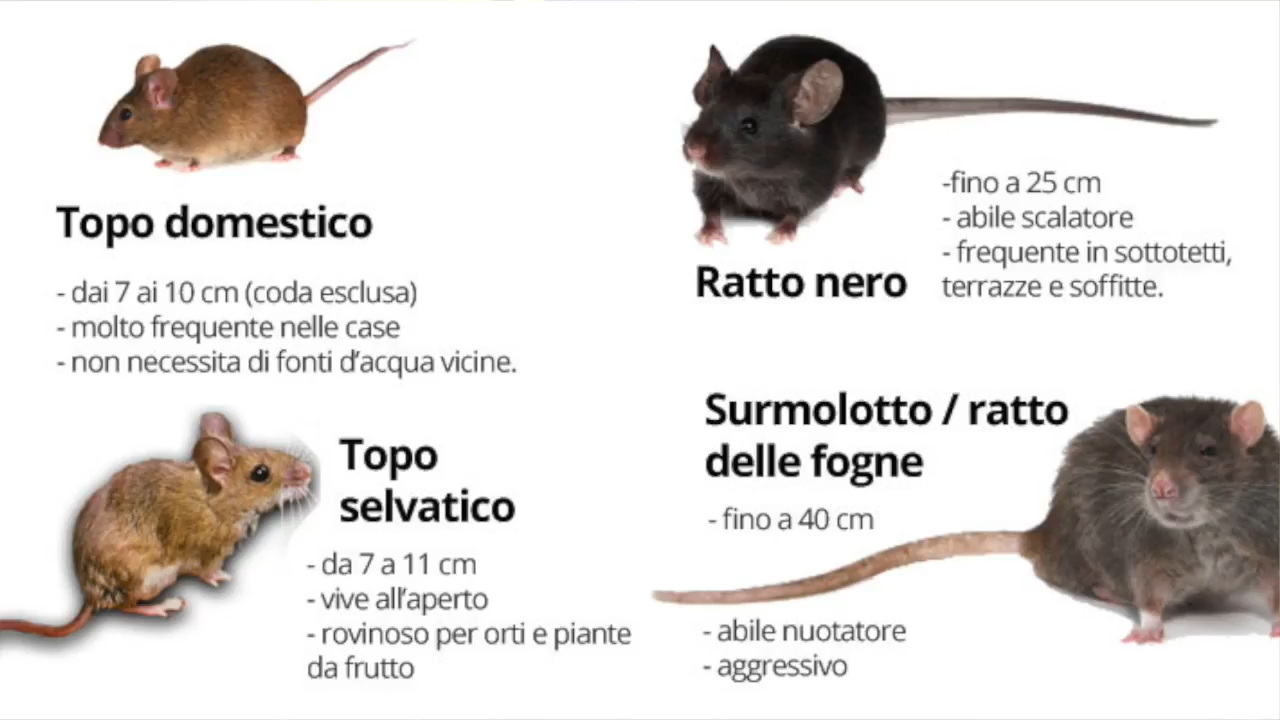 Topo domestico
- dai 7 ai 10 cm (coda esclusa)
- molto frequente nelle case
- non necessita di fonti d'acqua vicine.
Ratto nero
-fino a 25 cm
- abile scalatore
- frequente in sottotetti,
terrazze e soffitte.
Topo
selvatico
- da 7 a 11 cm
- vive all'aperto
- rovinoso per orti e piante
da frutto
Surmolotto / ratto
delle fogne
- fino a 40 cm
- abile nuotatore
- aggressivo